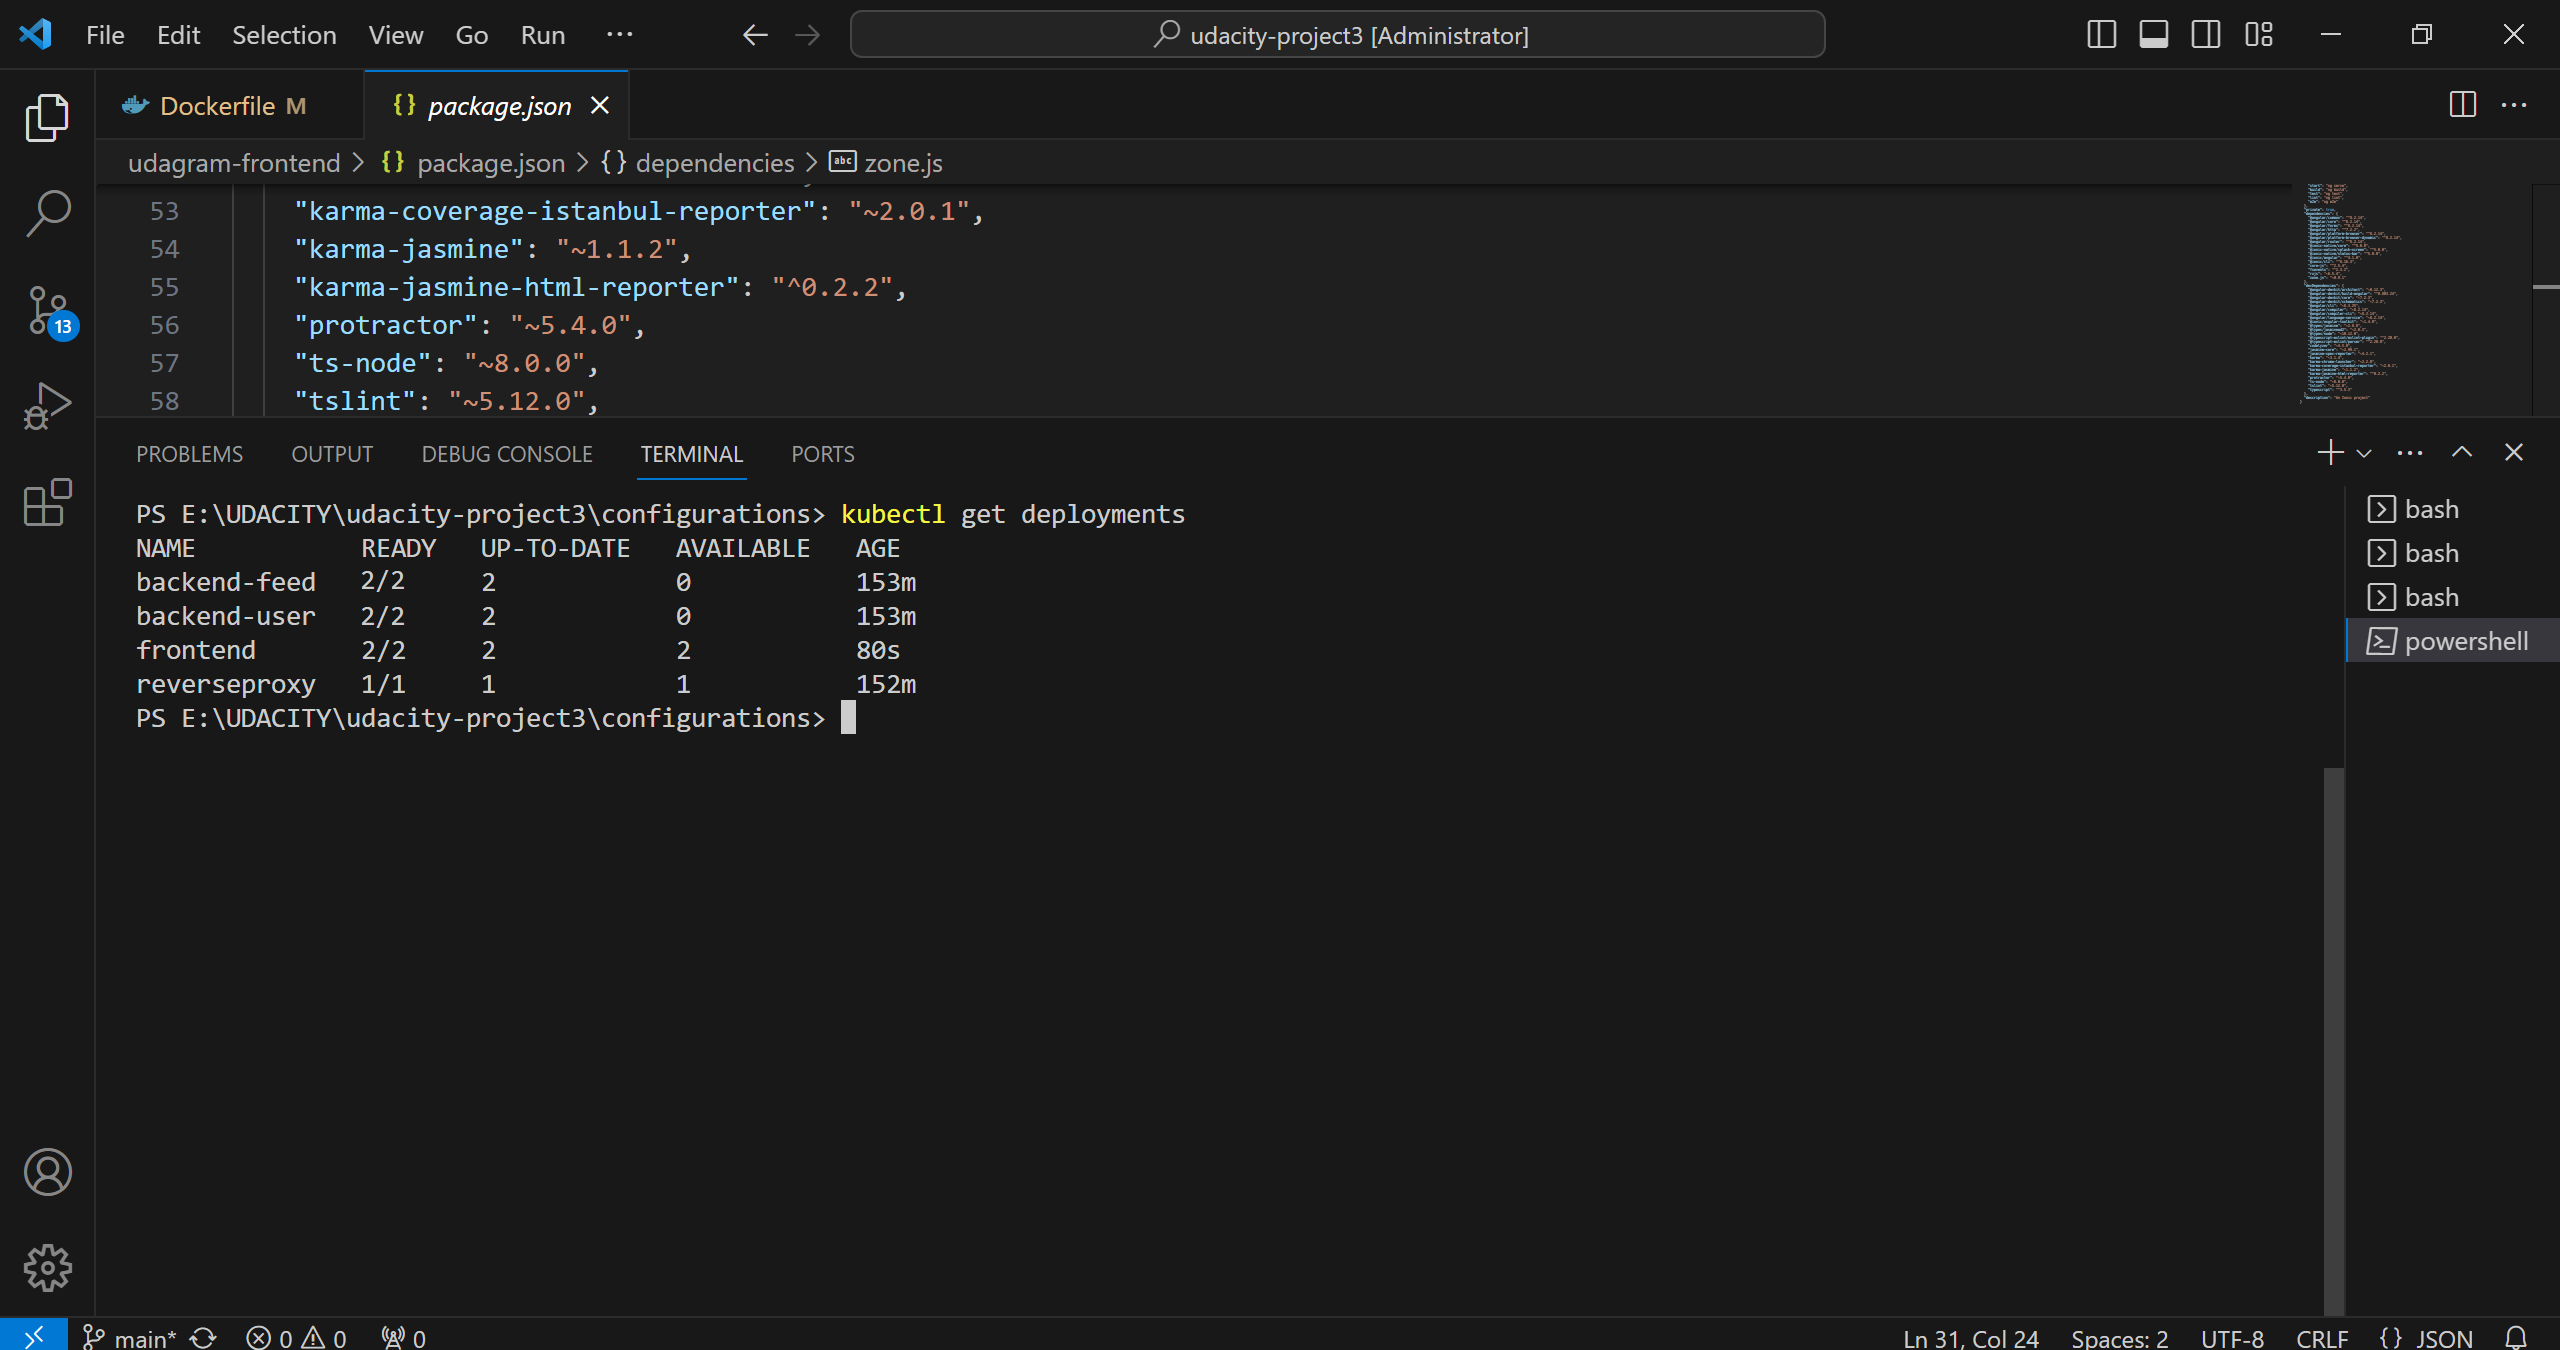 File Edit Selection View Go Run ··· udacity-project3 [Administrator]
Dockerfile M {} package.json
udagram-frontend > {} package.json > {} dependencies > abc zone.js
53 "karma-coverage-istanbul-reporter": "~2.0.1",
54 "karma-jasmine": "~1.1.2",
55 "karma-jasmine-html-reporter": "^0.2.2",
56 "protractor": "~5.4.0",
57 "ts-node": "~8.0.0",
58 "tslint": "~5.12.0",
13
PROBLEMS OUTPUT DEBUG CONSOLE TERMINAL PORTS
PS E:\UDACITY\udacity-project3\configurations> kubectl get deployments
NAME READY UP-TO-DATE AVAILABLE AGE
backend-feed 2/2 2 0 153m
backend-user 2/2 2 0 153m
frontend 2/2 2 2 80s
reverseproxy 1/1 1 1 152m
PS E:\UDACITY\udacity-project3\configurations>
bash
bash
bash
powershell
main* 0 0 0 Ln 31, Col 24 Spaces: 2 UTF-8 CRLF {} JSON